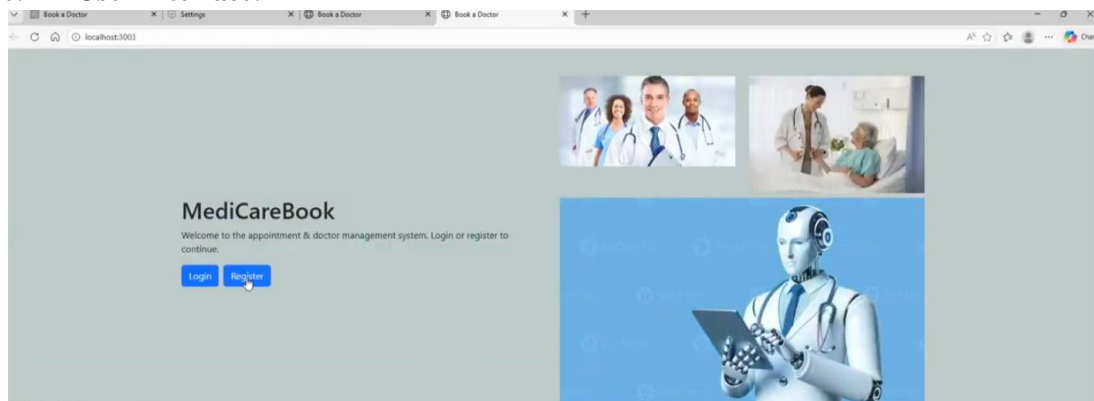 Book a Doctor
Settings
Book a Doctor
Book a Doctor
localhost:3003
Chat
MediCareBook
Welcome to the appointment & doctor management system. Login or register to
continue.
Login
Register